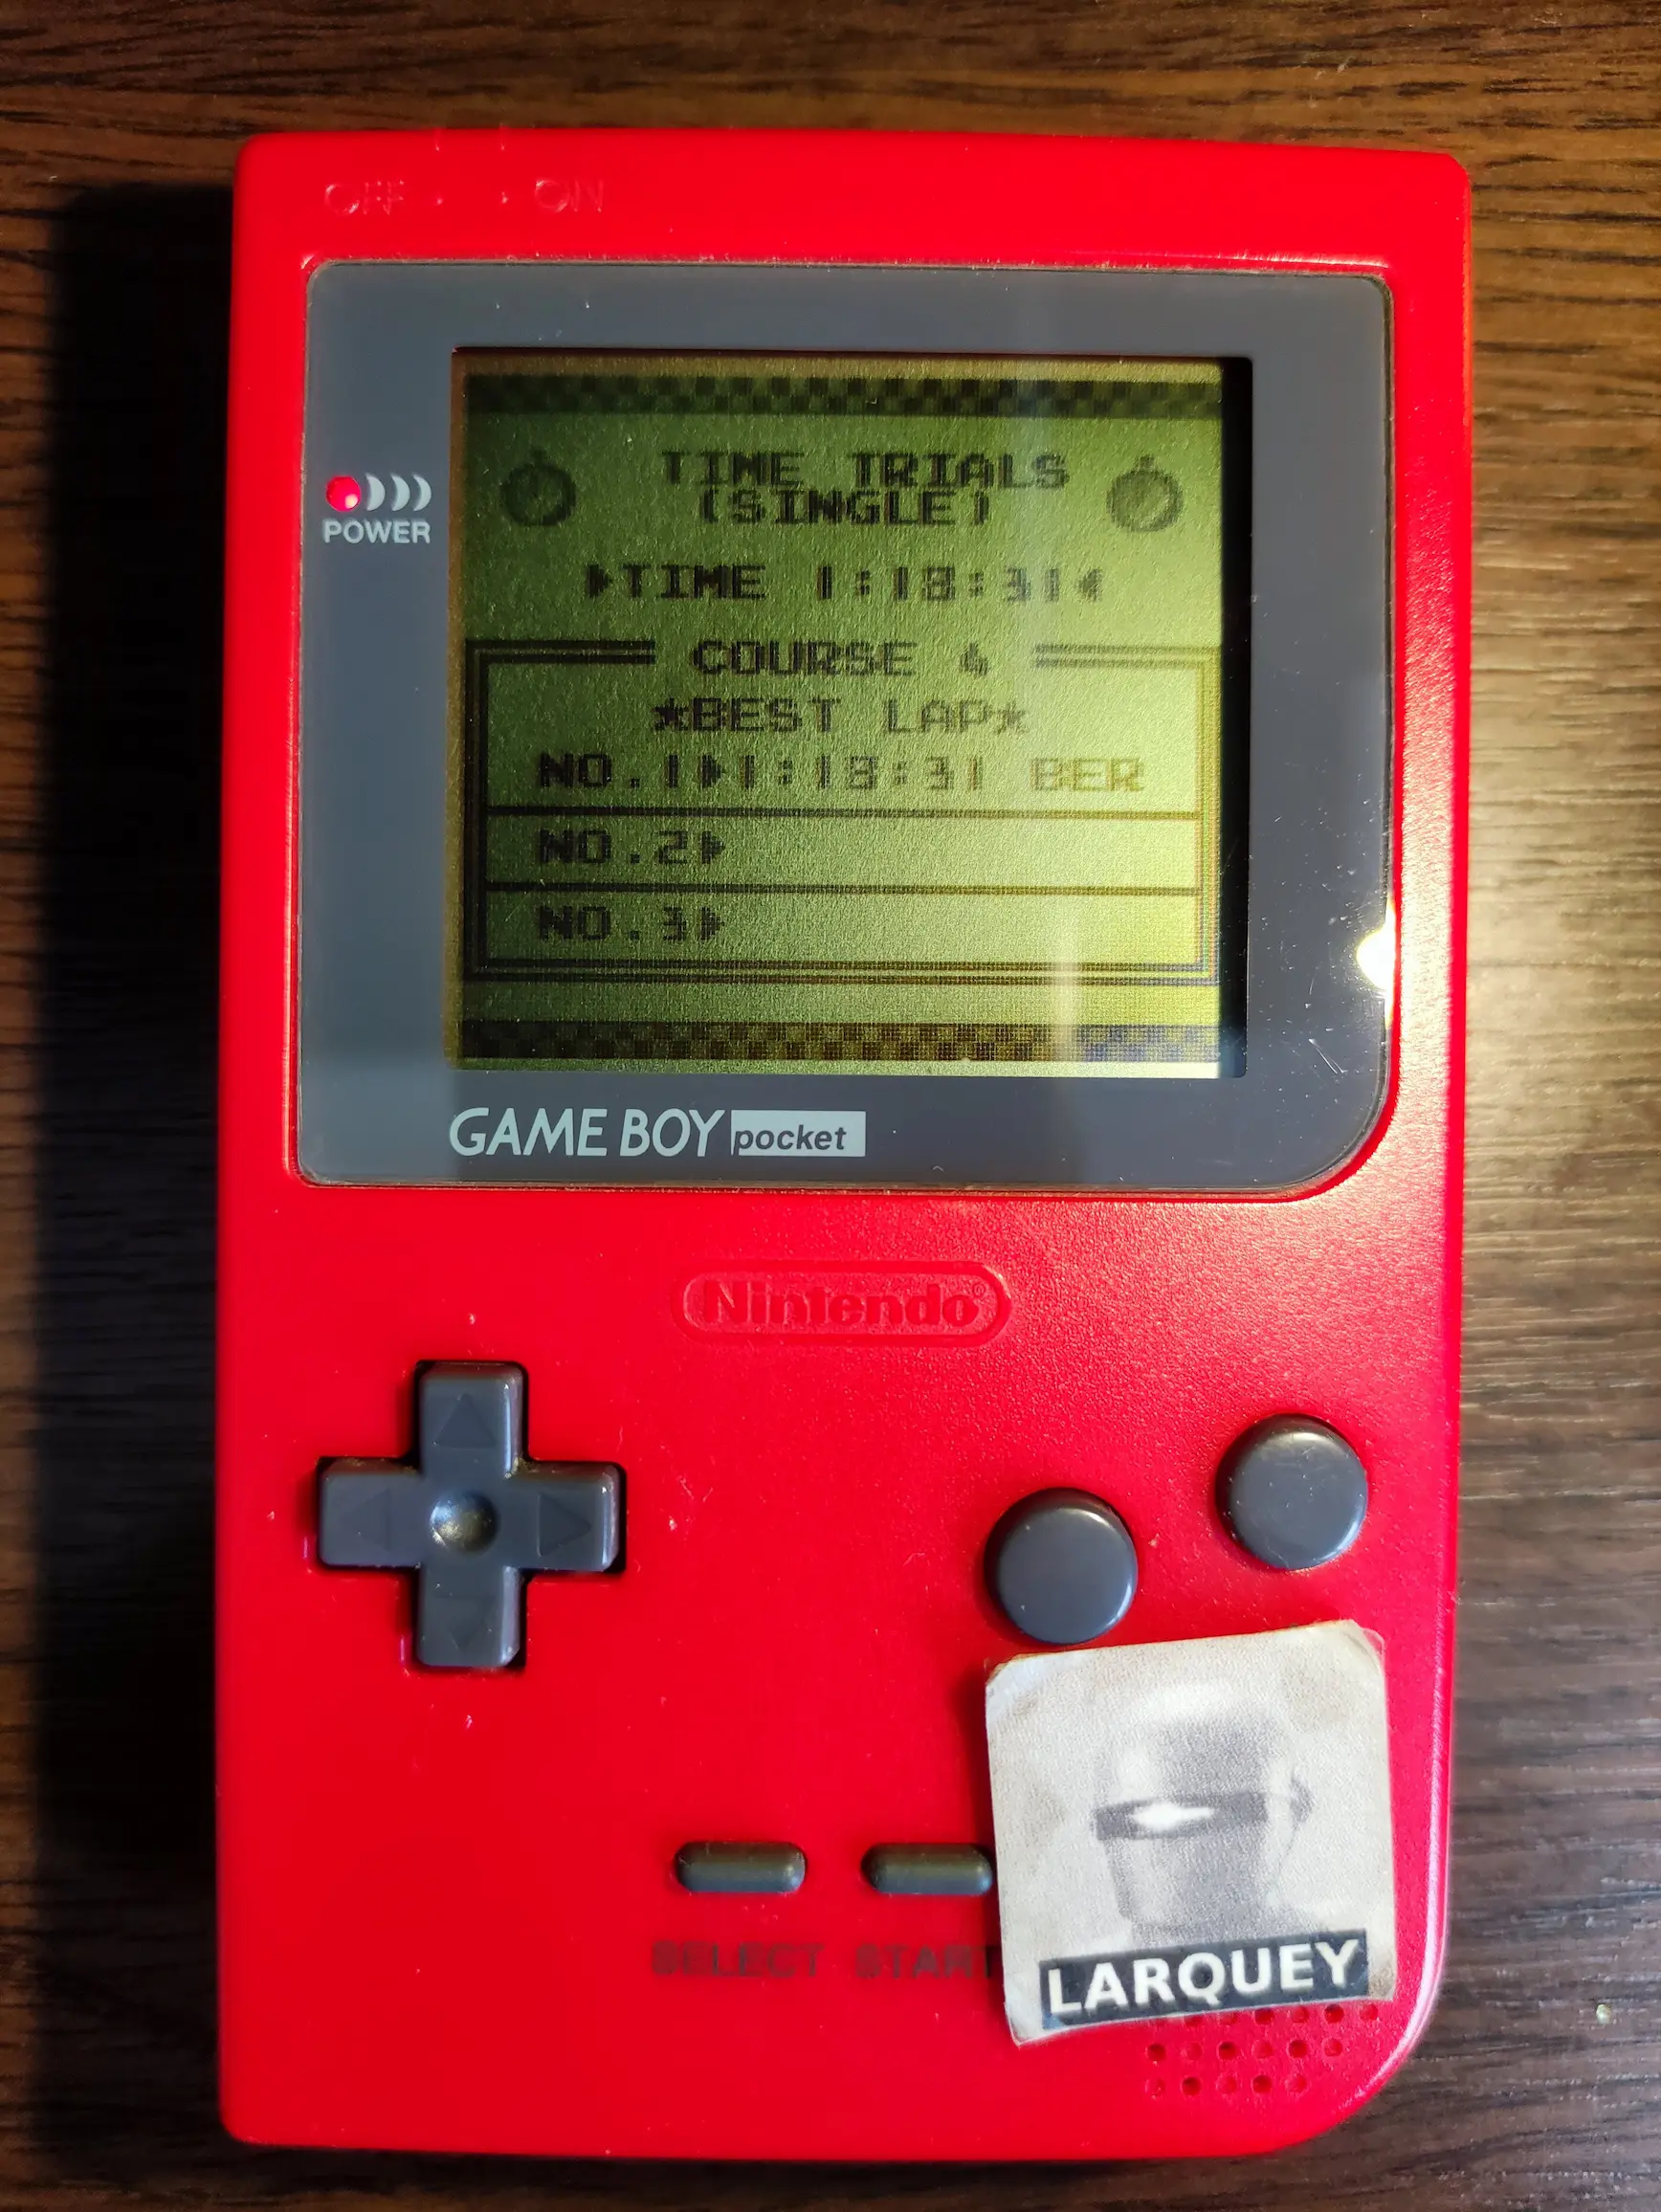 OFF ON
POWER
TIME TRIALS
(SINGLE)
TIME 1:18:31
COURSE 4
★BEST LAP★
NO.1 1:18:31 BER
NO.2
NO.3
GAME BOY pocket
Nintendo®
SELECT START
LARQUEY